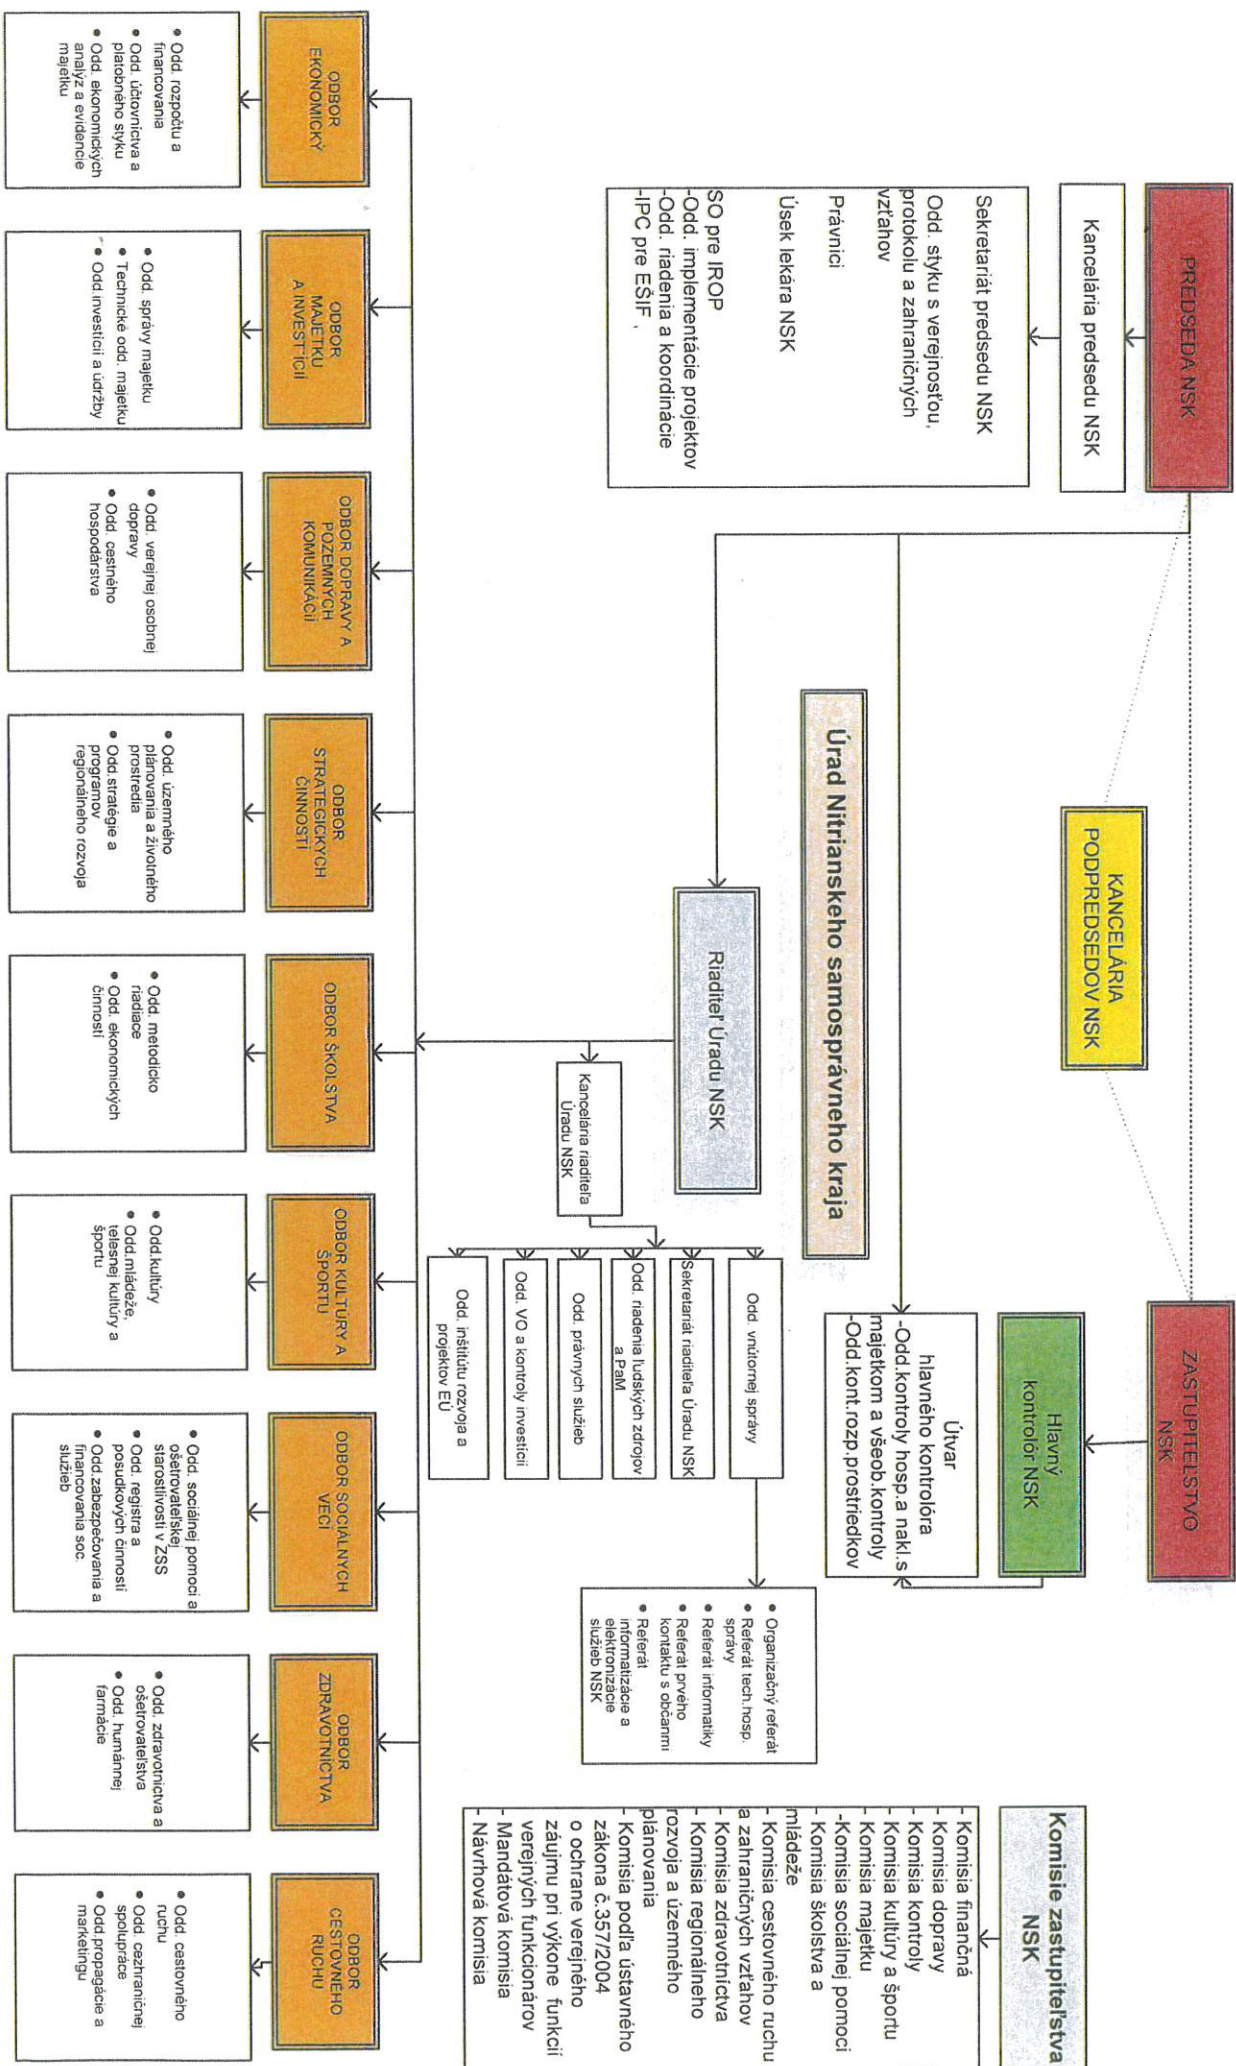 PREDSEDA NSK
Kancelária predsedu NSK
Sekretariát predsedu NSK
Odd. styku s verejnosťou,
protokolu a zahraničných
vzťahov
Právnici
Úsek lekára NSK
SO pre IROP
-Odd. implementácie projektov
-Odd. riadenia a koordinácie
-IPC pre EŠIF ,
KANCELÁRIA
PODPREDSEDOV NSK
ZASTUPITEĽSTVO
NSK
Hlavný
kontrolór NSK
Útvar
hlavného kontrolóra
-Odd.kontroly hosp.a nakl.s
majetkom a všeob.kontroly
-Odd.kont.rozp.prostriedkov
Komisie zastupiteľstva
NSK
- Komisia finančná
- Komisia dopravy
- Komisia kontroly
- Komisia kultúry a športu
- Komisia majetku
-Komisia sociálnej pomoci
- Komisia školstva a
mládeže
- Komisia cestovného ruchu
a zahraničných vzťahov
- Komisia zdravotníctva
- Komisia regionálneho
rozvoja a územného
plánovania
- Komisia podľa ústavného
zákona č.357/2004
o ochrane verejného
záujmu pri výkone funkcií
verejných funkcionárov
- Mandátová komisia
- Návrhová komisia
Úrad Nitrianskeho samosprávneho kraja
Riaditeľ Úradu NSK
Kancelária riaditeľa
Úradu NSK
Odd. vnútornej správy
Sekretariát riaditeľa Úradu NSK
Odd. riadenia ľudských zdrojov
a PaM
Odd. právnych služieb
Odd. VO a kontroly investícií
Odd. inštitútu rozvoja a
projektov EÚ
• Organizačný referát
• Referát tech.hosp.
správy
• Referát informatiky
• Referát prvého
kontaktu s občanmi
• Referát
informatizácie a
elektronizácie
služieb NSK
ODBOR
EKONOMICKÝ
• Odd. rozpočtu a
financovania
• Odd. účtovníctva a
platobného styku
• Odd. ekonomických
analýz a evidencie
majetku
ODBOR
MAJETKU
A INVESTÍCIÍ
• Odd. správy majetku
• Technické odd. majetku
• Odd.investícií a údržby
ODBOR DOPRAVY A
POZEMNÝCH
KOMUNIKÁCIÍ
• Odd. verejnej osobnej
dopravy
• Odd. cestného
hospodárstva
ODBOR
STRATEGICKÝCH
ČINNOSTÍ
• Odd. územného
plánovania a životného
prostredia
• Odd.stratégie a
programov
regionálneho rozvoja
ODBOR ŠKOLSTVA
• Odd. metodicko
riadiace
• Odd. ekonomických
činností
ODBOR KULTÚRY A
ŠPORTU
• Odd.kultúry
• Odd.mládeže,
telesnej kultúry a
športu
ODBOR SOCIÁLNYCH
VECÍ
• Odd. sociálnej pomoci a
ošetrovateľskej
starostlivosti v ZSS
• Odd. registra a
posudkových činností
• Odd.zabezpečovania a
financovania soc.
služieb
ODBOR
ZDRAVOTNÍCTVA
• Odd. zdravotníctva a
ošetrovateľstva
• Odd. humánnej
farmácie
ODBOR
CESTOVNÉHO
RUCHU
• Odd. cestovného
ruchu
• Odd. cezhraničnej
spolupráce
• Odd.propagácie a
marketingu